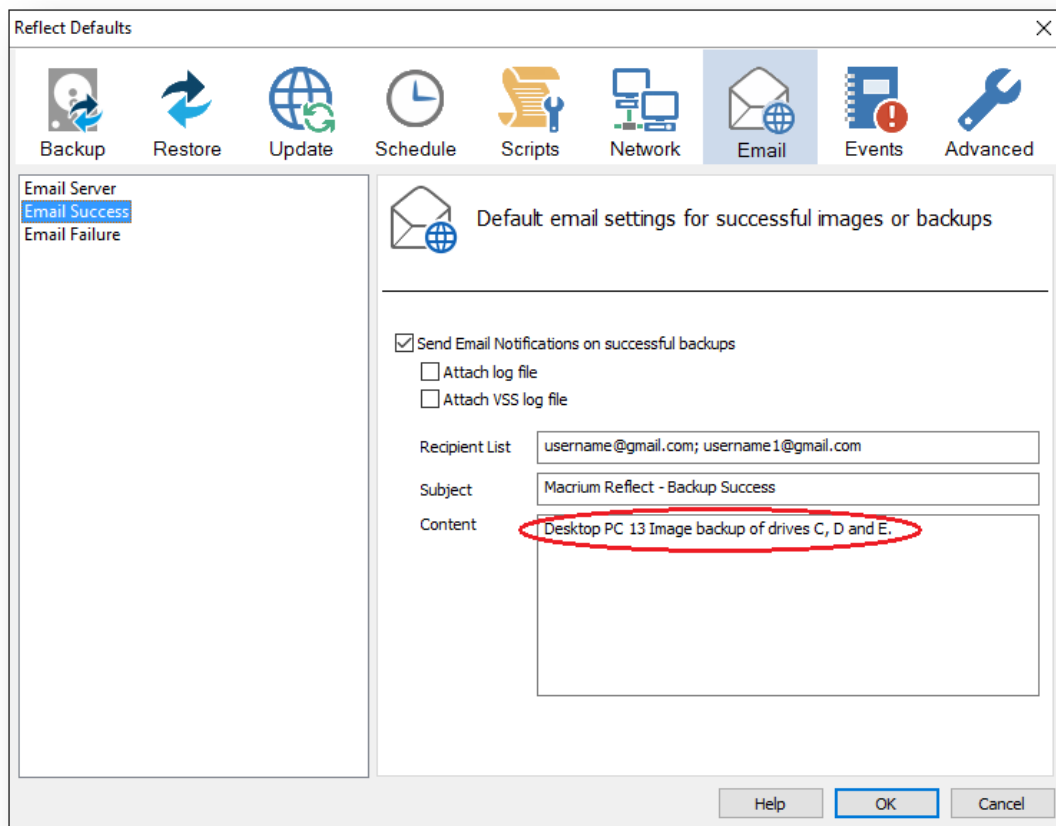 Reflect Defaults
Backup Restore Update Schedule Scripts Network Email Events Advanced
Email Server
Email Success
Email Failure
Default email settings for successful images or backups
Send Email Notifications on successful backups
Attach log file
Attach VSS log file
Recipient List username@gmail.com; username1@gmail.com
Subject Macrium Reflect - Backup Success
Content Desktop PC 13 Image backup of drives C, D and E.
Help OK Cancel